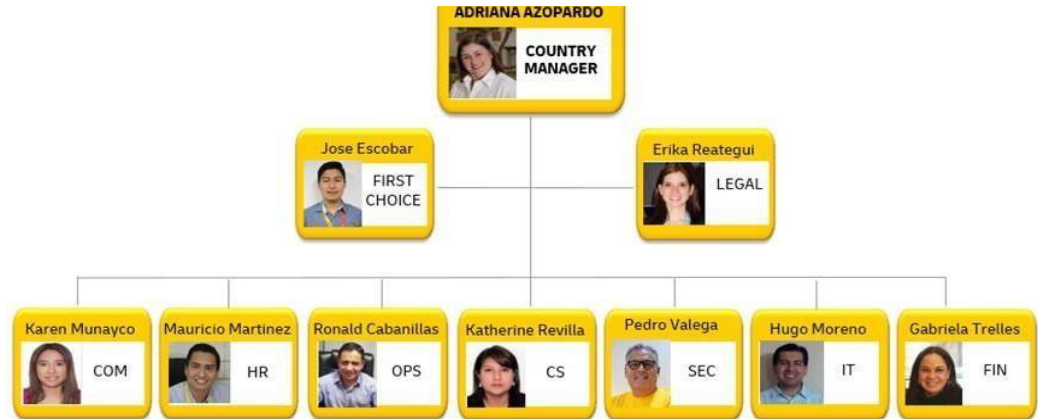 ADRIANA AZOPARDO
COUNTRY
MANAGER
Jose Escobar
FIRST
CHOICE
Erika Reategui
LEGAL
Karen Munayco
COM
Mauricio Martinez
HR
Ronald Cabanillas
OPS
Katherine Revilla
CS
Pedro Valega
SEC
Hugo Moreno
IT
Gabriela Trelles
FIN